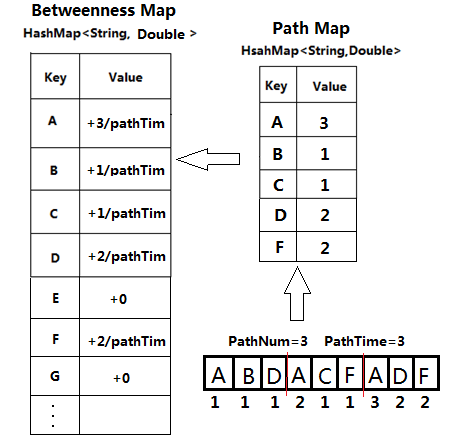 Betweenness Map
HashMap<String, Double >
Key Value
A +3/pathTim
B +1/pathTim
C +1/pathTim
D +2/pathTim
E +0
F +2/pathTim
G +0
Path Map
HsahMap<String,Double>
Key Value
A 3
B 1
C 1
D 2
F 2
PathNum=3 PathTime=3
A B D A C F A D F
1 1 1 2 1 1 3 2 2